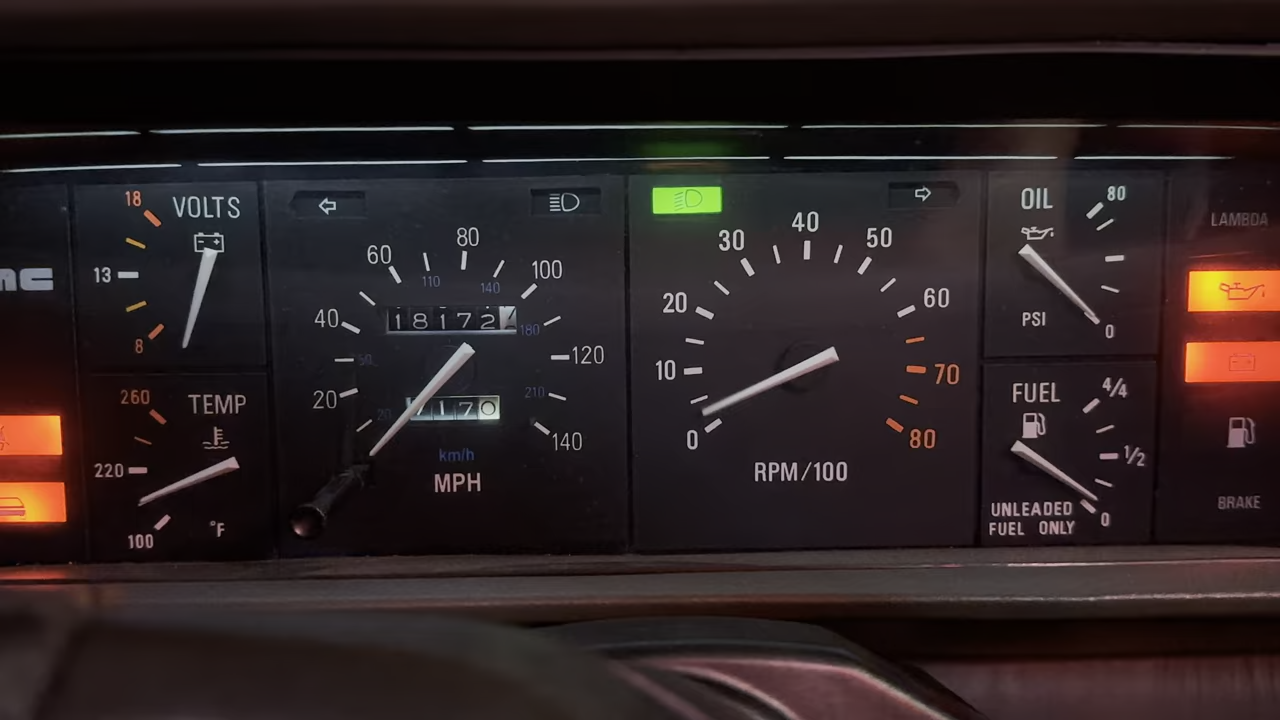 VOLTS
18
13
8
TEMP
260
220
100
°F
MC
20
40
60
80
100
120
140
110
140
180
210
20
18172
7170
km/h
MPH
0
10
20
30
40
50
60
70
80
RPM/100
OIL
80
PSI
0
FUEL
4/4
1/2
0
UNLEADED
FUEL ONLY
LAMBDA
BRAKE